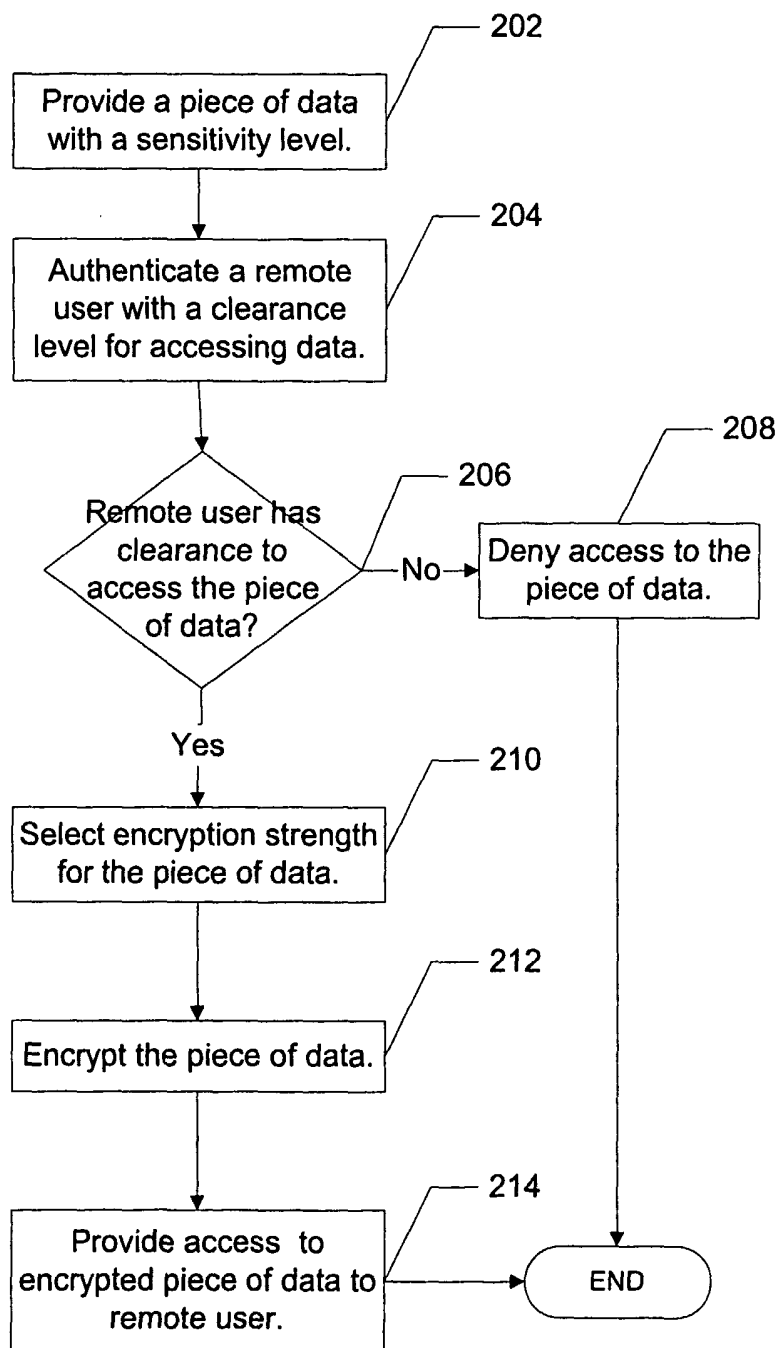 202
Provide a piece of data
with a sensitivity level.
204
Authenticate a remote
user with a clearance
level for accessing data.
208
206
Remote user has
clearance to
access the piece
of data?
No
Deny access to the
piece of data.
Yes
210
Select encryption strength
for the piece of data.
212
Encrypt the piece of data.
214
Provide access to
encrypted piece of data to
remote user.
END